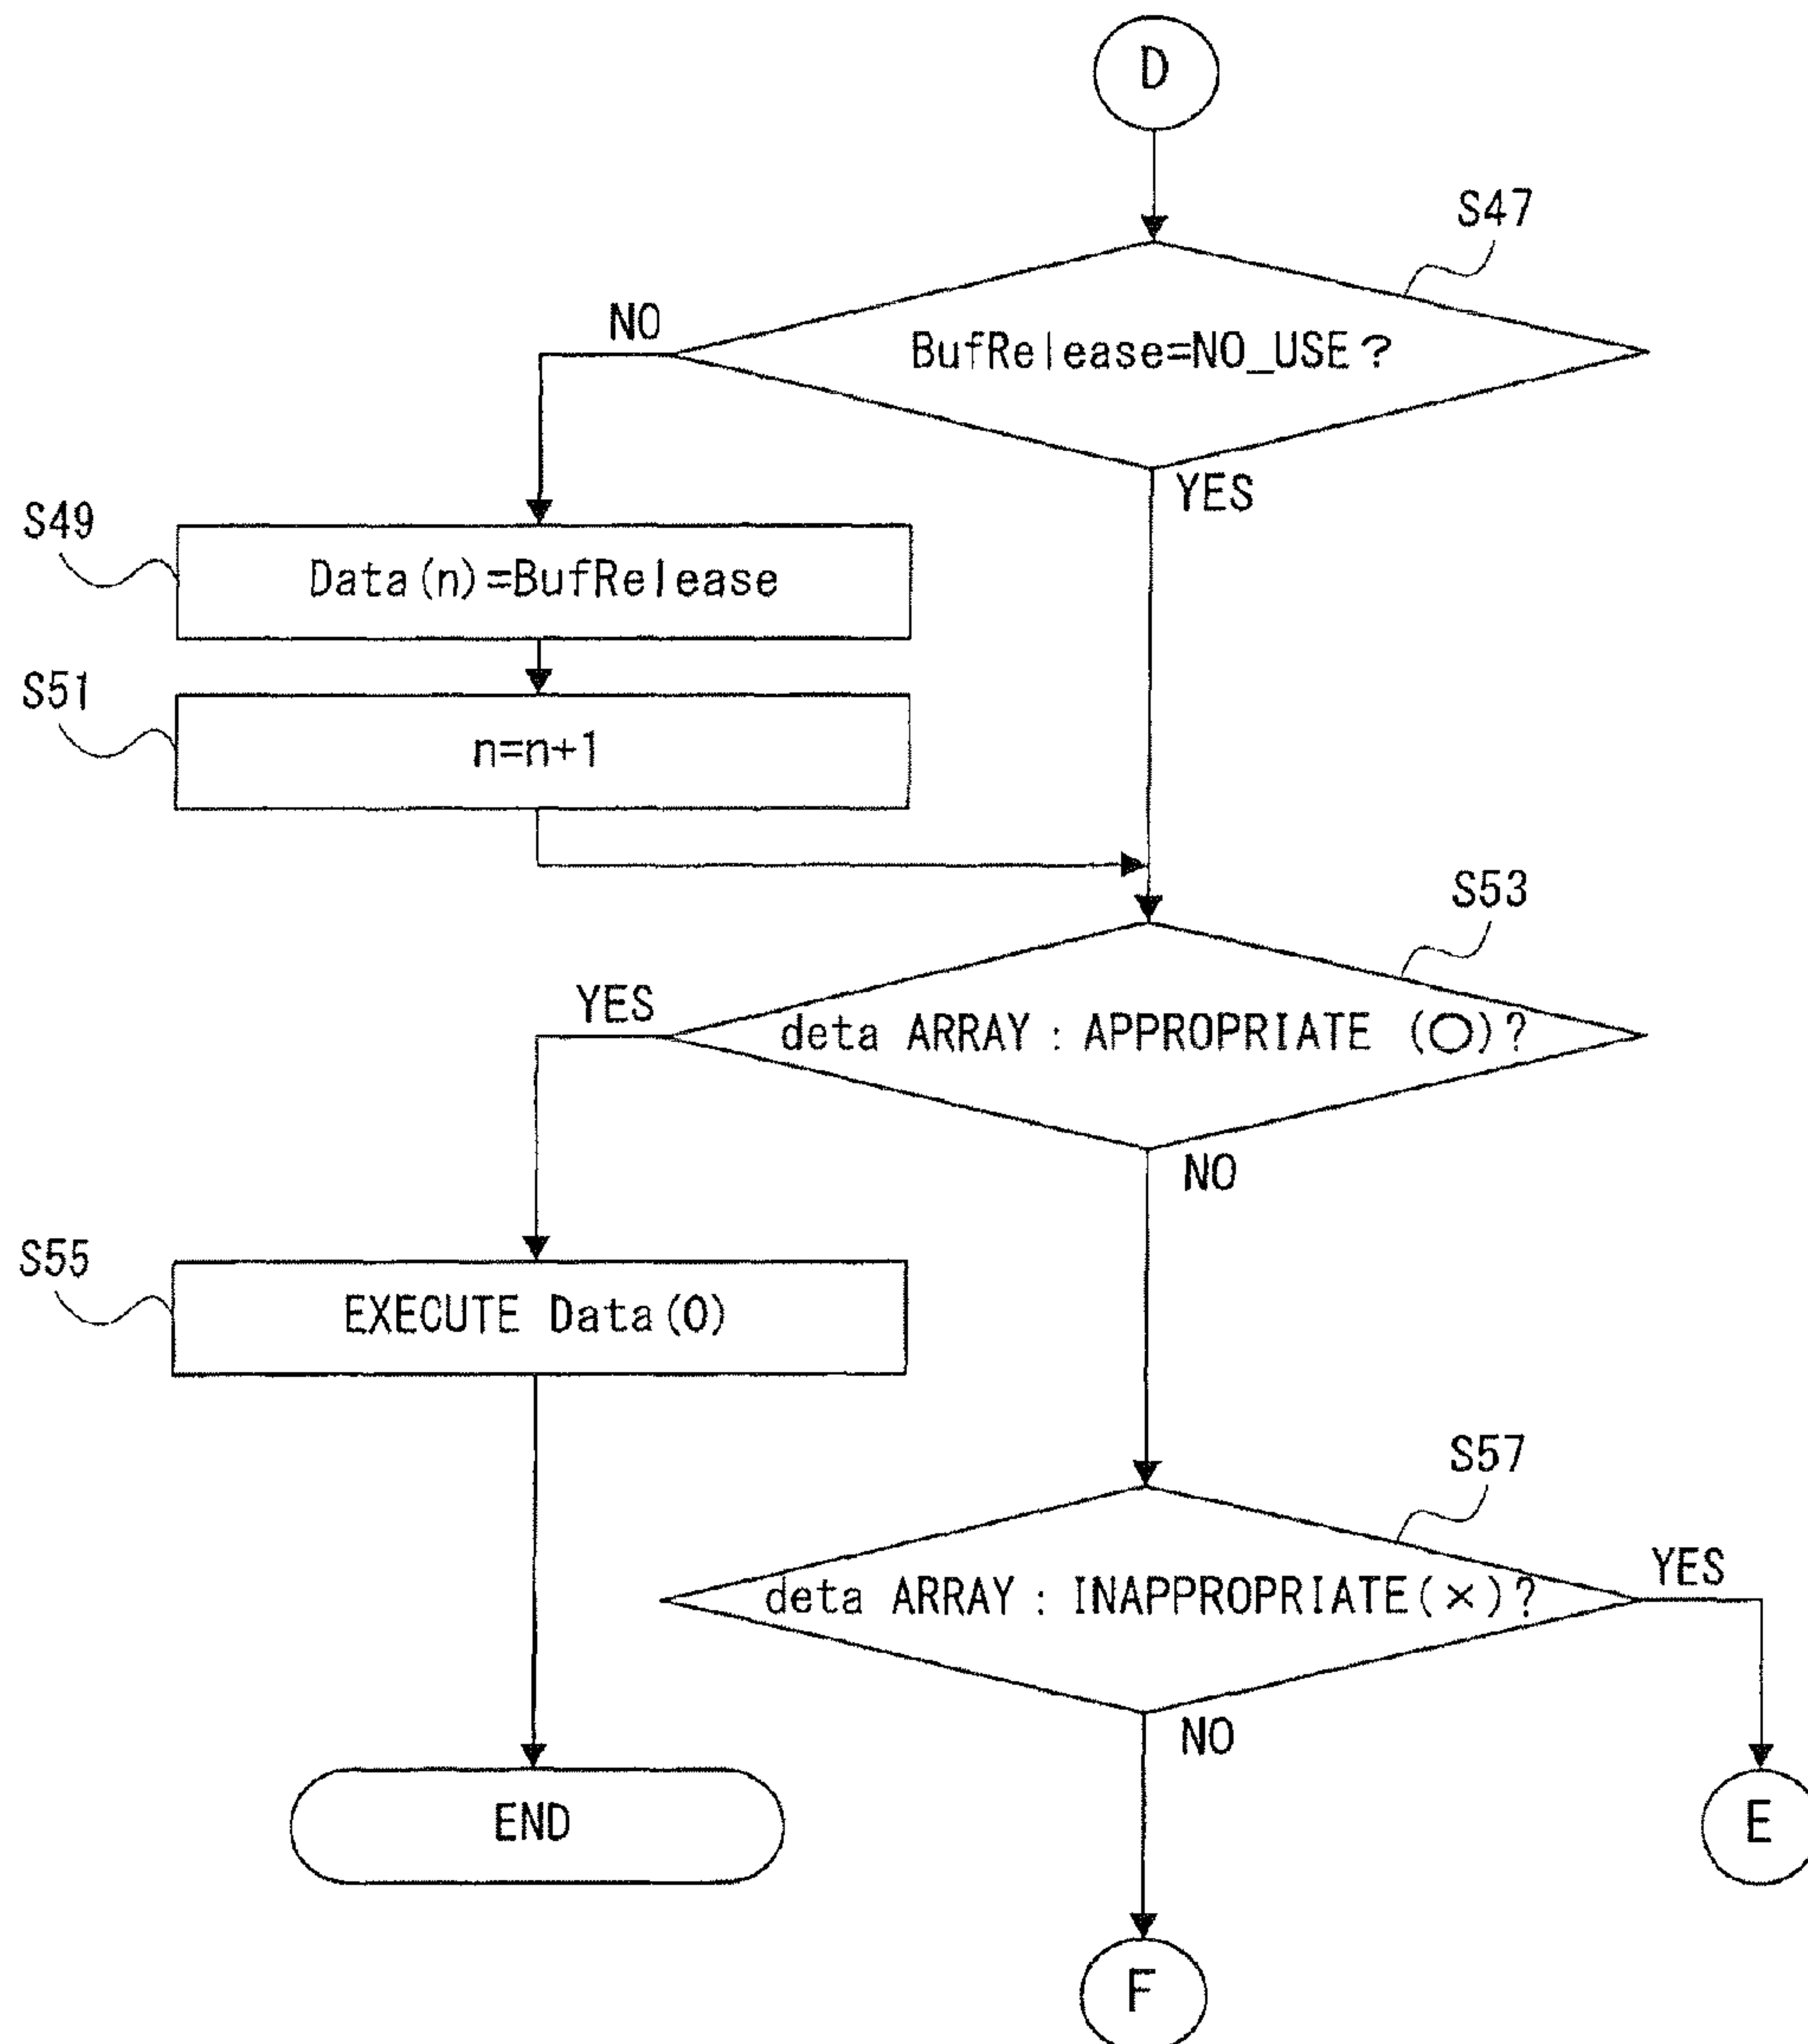 D
S47
NO
BufRelease=NO_USE?
YES
S49
Data(n)=BufRelease
S51
n=n+1
S53
YES
deta ARRAY:APPROPRIATE (○)?
NO
S55
EXECUTE Data(0)
S57
YES
deta ARRAY:INAPPROPRIATE(×)?
NO
END
E
F